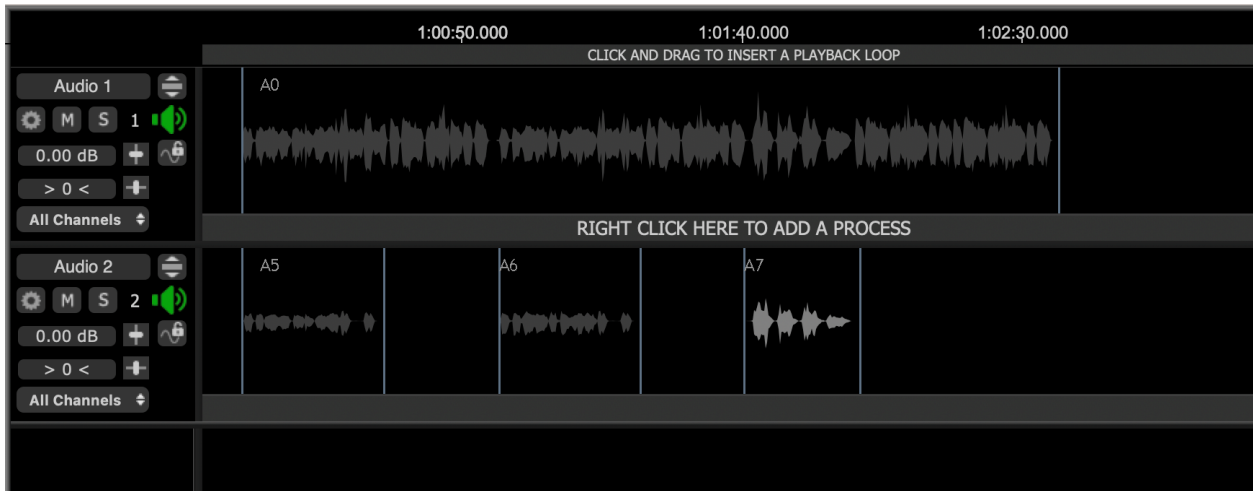 1:00:50.000 1:01:40.000 1:02:30.000
CLICK AND DRAG TO INSERT A PLAYBACK LOOP
Audio 1
A0
M S 1
0.00 dB
> 0 <
All Channels
RIGHT CLICK HERE TO ADD A PROCESS
Audio 2
A5 A6 A7
M S 2
0.00 dB
> 0 <
All Channels